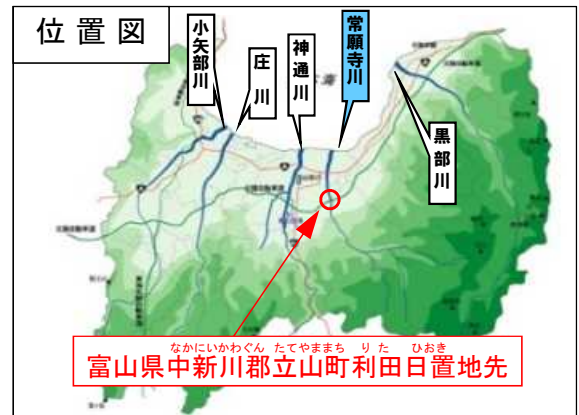 位置図
小矢部川
庄川
神通川
常願寺川
黒部川
なかにいかわぐん たてやままち りた ひおき
富山県中新川郡立山町利田日置地先